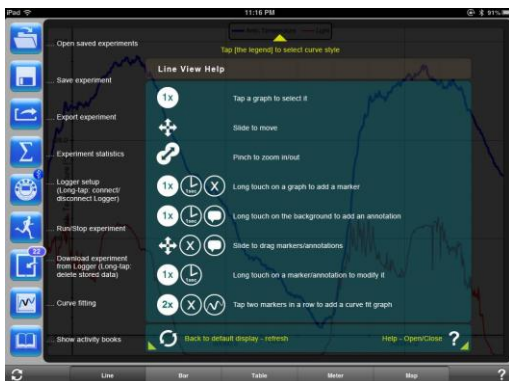 iPad
11:16 PM
91%
Tap (the legend) to select curve style
Open saved experiments
Save experiment
Export experiment
Experiment statistics
Logger setup
(Long-tap: connect/
disconnect Logger)
Run/Stop experiment
22
Download experiment
from Logger (Long-tap:
delete stored data)
Curve fitting
Show activity books
Line View Help
1x Tap a graph to select it
Slide to move
Pinch to zoom in/out
1x X Long touch on a graph to add a marker
1x Long touch on the background to add an annotation
X Slide to drag markers/annotations
1x Long touch on a marker/annotation to modify it
2x X Tap two markers in a row to add a curve fit graph
Back to default display - refresh
Help - Open/Close ?
Line Bar Table Meter Map ?